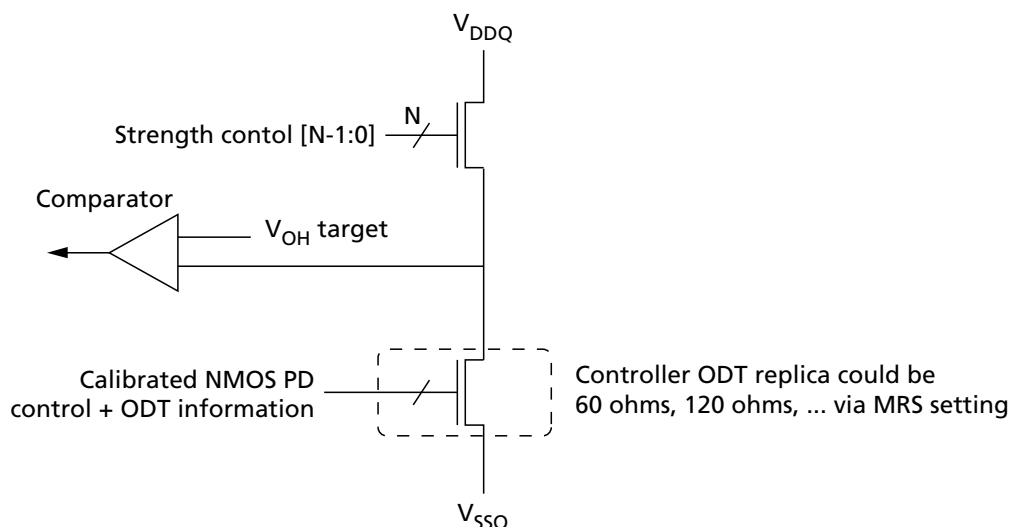 VDDQ
N
Strength contol [N-1:0]
Comparator
VOH target
Calibrated NMOS PD
control + ODT information
Controller ODT replica could be
60 ohms, 120 ohms, ... via MRS setting
VSSQ